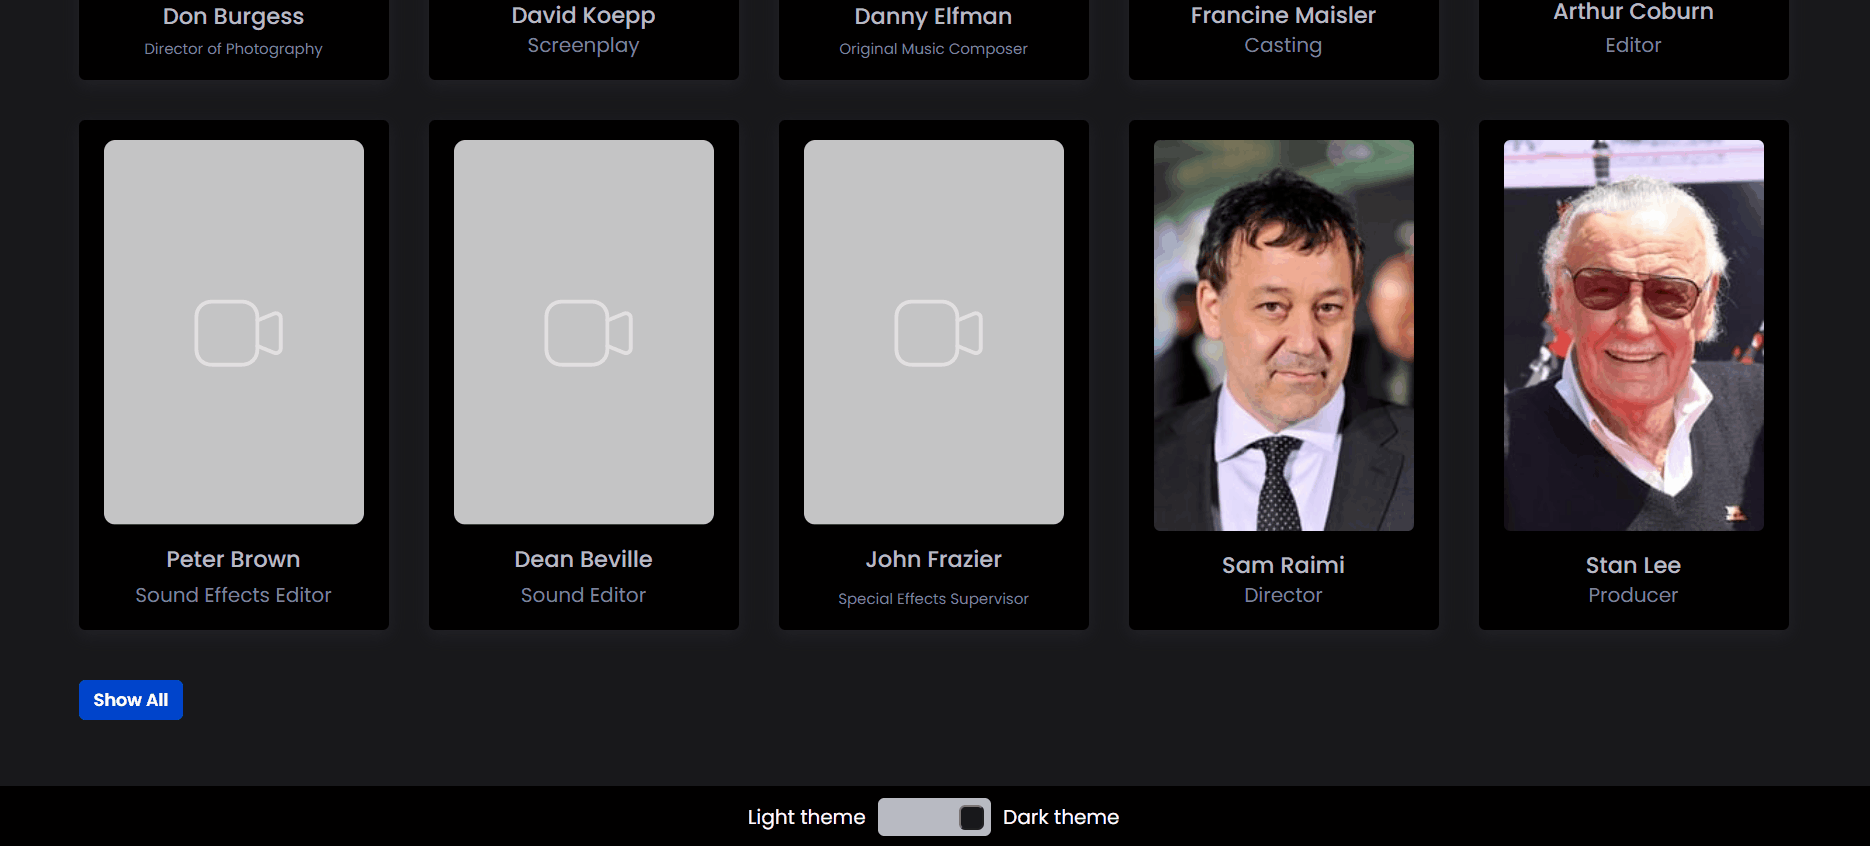 Don Burgess
Director of Photography
David Koepp
Screenplay
Danny Elfman
Original Music Composer
Francine Maisler
Casting
Arthur Coburn
Editor
Peter Brown
Sound Effects Editor
Dean Beville
Sound Editor
John Frazier
Special Effects Supervisor
Sam Raimi
Director
Stan Lee
Producer
Show All
Light theme
Dark theme